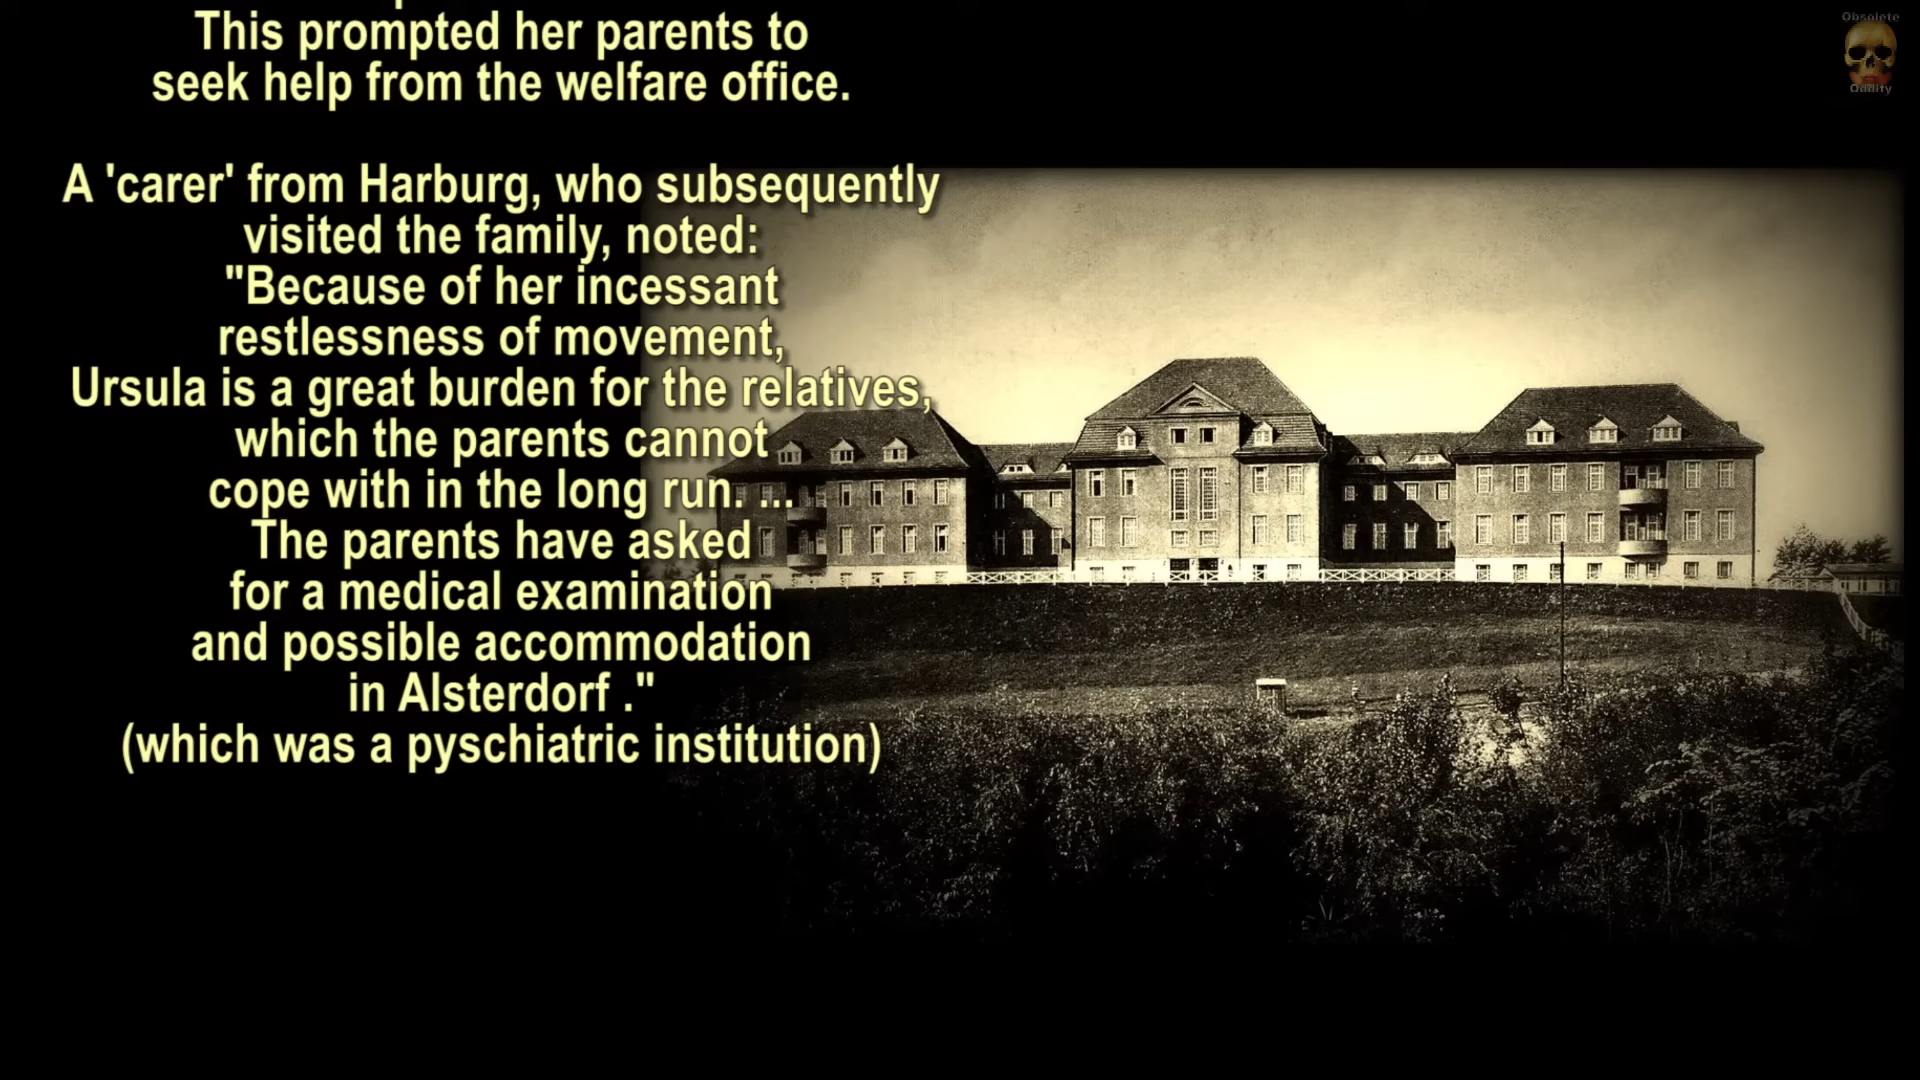 This prompted her parents to
seek help from the welfare office.
A 'carer' from Harburg, who subsequently
visited the family, noted:
"Because of her incessant
restlessness of movement,
Ursula is a great burden for the relatives,
which the parents cannot
cope with in the long run. ...
The parents have asked
for a medical examination
and possible accommodation
in Alsterdorf ."
(which was a pyschiatric institution)
Obsolete
Oddity